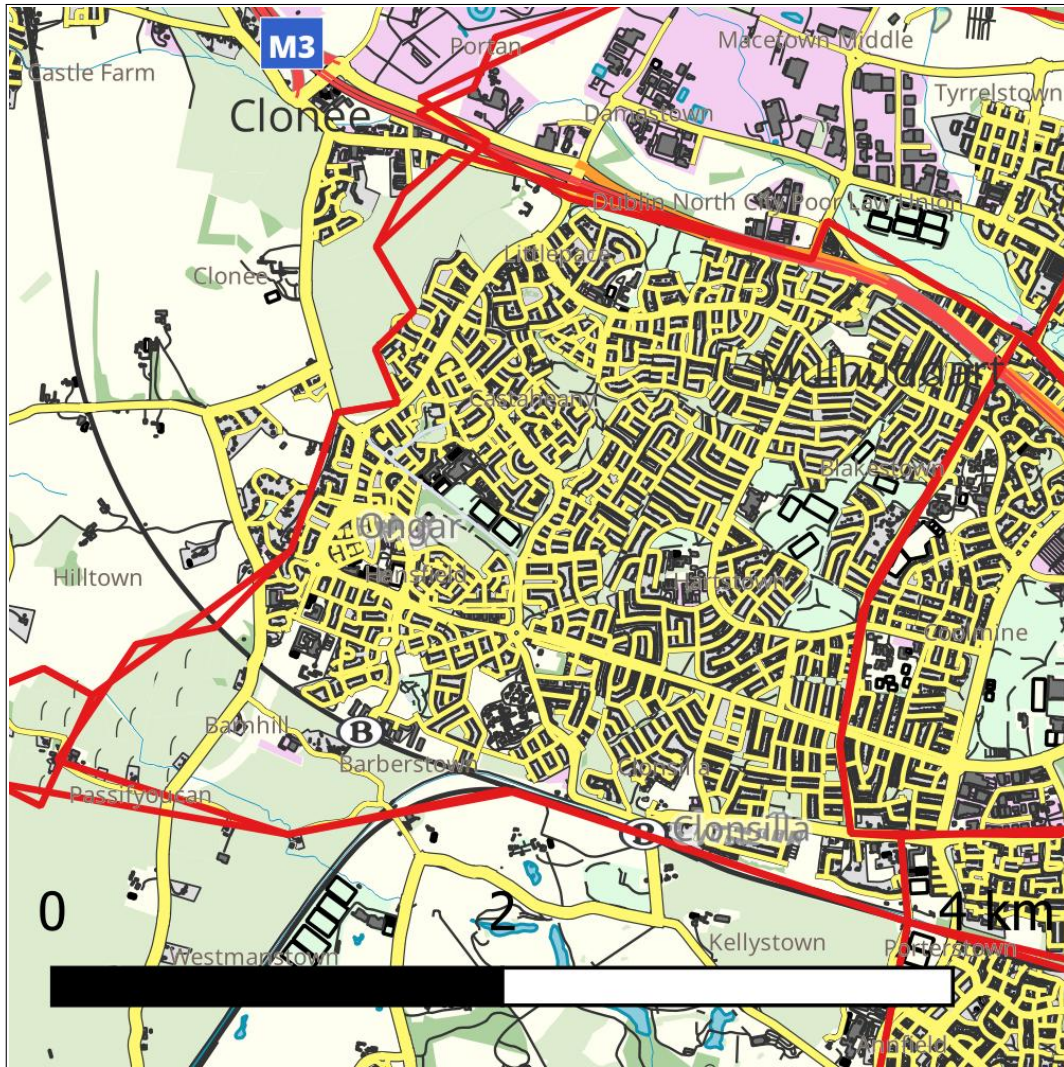 M3
Portan
Macetown Middle
Castle Farm
Tyrrelstown
Clonee
Damastown
Dublin North City Poor Law Union
Littlepace
Clonee
Mulhuddart
Castaheany
Blakestown
Ongar
Hilltown
Hansfield
Hartstown
Coolmine
Barnhill
B
Barberstown
Clonsilla
Passifyoucan
B
Clonsilla
0
2
4 km
Kellystown
Porterstown
Westmanstown
Annfield